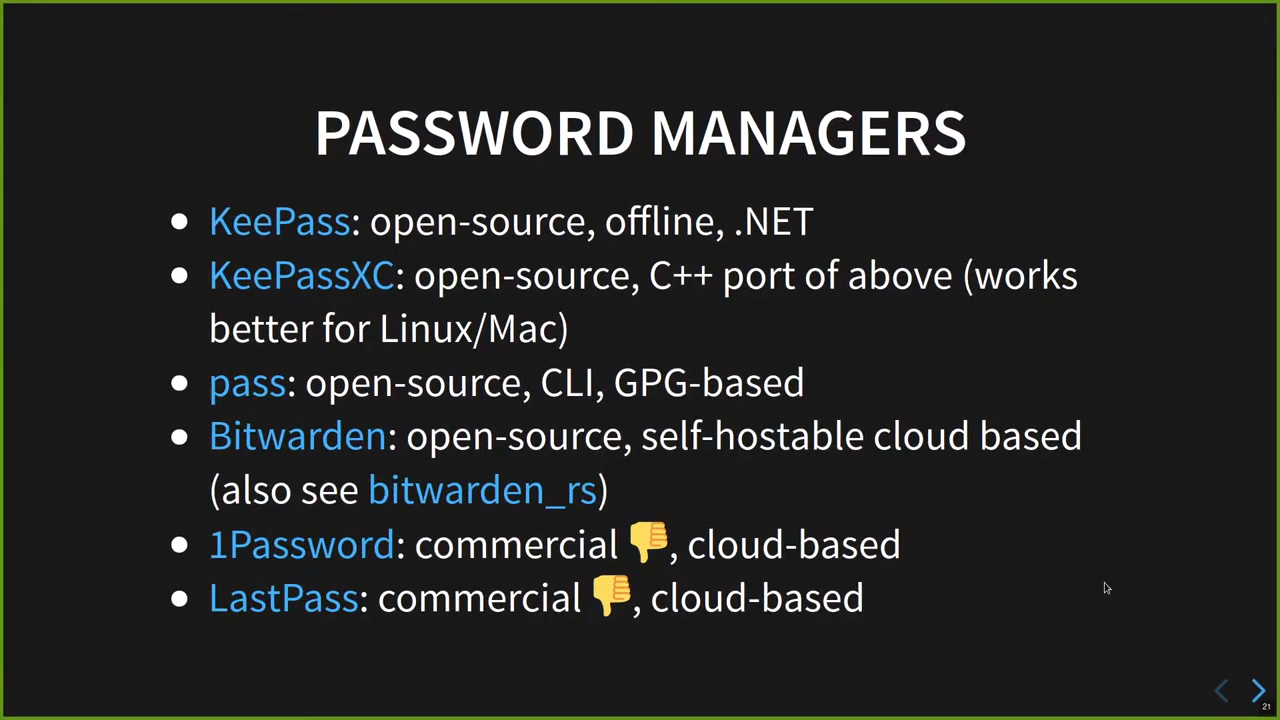 PASSWORD MANAGERS
• KeePass: open-source, offline, .NET
• KeePassXC: open-source, C++ port of above (works
better for Linux/Mac)
• pass: open-source, CLI, GPG-based
• Bitwarden: open-source, self-hostable cloud based
(also see bitwarden_rs)
• 1Password: commercial 👎, cloud-based
• LastPass: commercial 👎, cloud-based
21